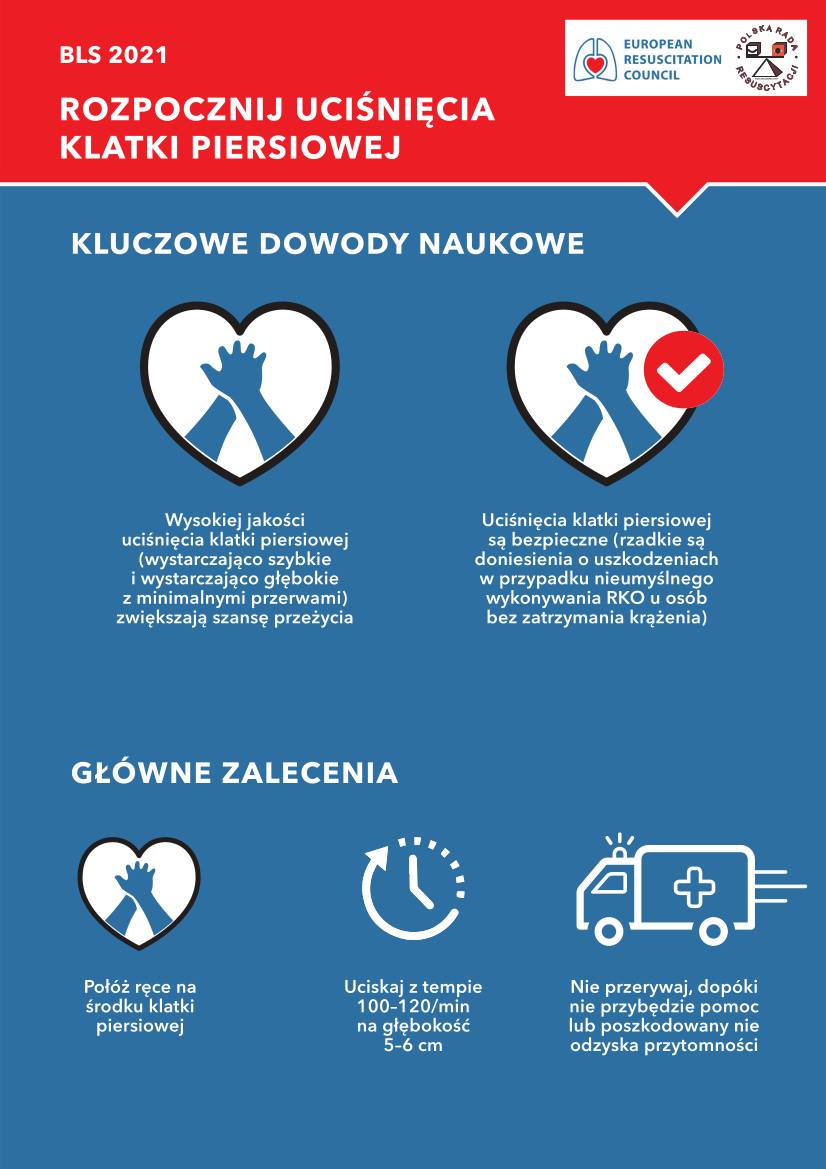 BLS 2021
EUROPEAN
RESUSCITATION
COUNCIL
POLSKA RADA
RESUSCYTACJI
ROZPOCZNIJ UCIŚNIĘCIA
KLATKI PIERSIOWEJ
KLUCZOWE DOWODY NAUKOWE
Wysokiej jakości
uciśnięcia klatki piersiowej
(wystarczająco szybkie
i wystarczająco głębokie
z minimalnymi przerwami)
zwiększają szansę przeżycia
Uciśnięcia klatki piersiowej
są bezpieczne (rzadkie są
doniesienia o uszkodzeniach
w przypadku nieumyślnego
wykonywania RKO u osób
bez zatrzymania krążenia)
GŁÓWNE ZALECENIA
Połóż ręce na
środku klatki
piersiowej
Uciskaj z tempie
100–120/min
na głębokość
5–6 cm
Nie przerywaj, dopóki
nie przybędzie pomoc
lub poszkodowany nie
odzyska przytomności